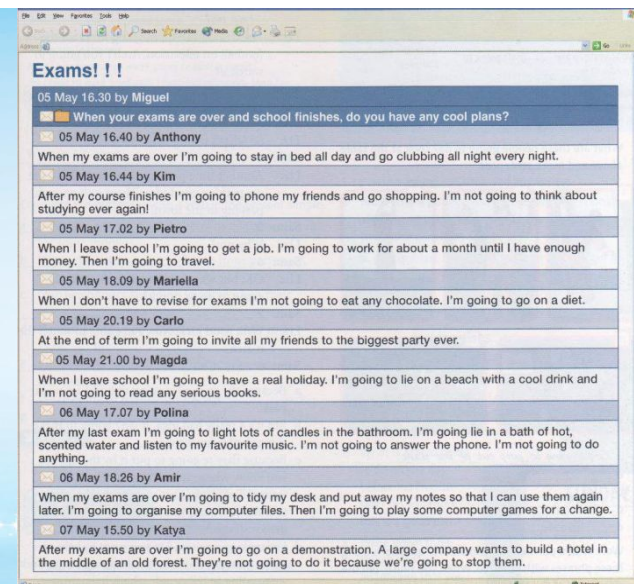 File Edit View Favorites Tools Help
Search Favorites Media
Address
Go
Exams! ! !
05 May 16.30 by Miguel
When your exams are over and school finishes, do you have any cool plans?
05 May 16.40 by Anthony
When my exams are over I'm going to stay in bed all day and go clubbing all night every night.
05 May 16.44 by Kim
After my course finishes I'm going to phone my friends and go shopping. I'm not going to think about
studying ever again!
05 May 17.02 by Pietro
When I leave school I'm going to get a job. I'm going to work for about a month until I have enough
money. Then I'm going to travel.
05 May 18.09 by Mariella
When I don't have to revise for exams I'm not going to eat any chocolate. I'm going to go on a diet.
05 May 20.19 by Carlo
At the end of term I'm going to invite all my friends to the biggest party ever.
05 May 21.00 by Magda
When I leave school I'm going to have a real holiday. I'm going to lie on a beach with a cool drink and
I'm not going to read any serious books.
06 May 17.07 by Polina
After my last exam I'm going to light lots of candles in the bathroom. I'm going lie in a bath of hot,
scented water and listen to my favourite music. I'm not going to answer the phone. I'm not going to do
anything.
06 May 18.26 by Amir
When my exams are over I'm going to tidy my desk and put away my notes so that I can use them again
later. I'm going to organise my computer files. Then I'm going to play some computer games for a change.
07 May 15.50 by Katya
After my exams are over I'm going to go on a demonstration. A large company wants to build a hotel in
the middle of an old forest. They're not going to do it because we're going to stop them.